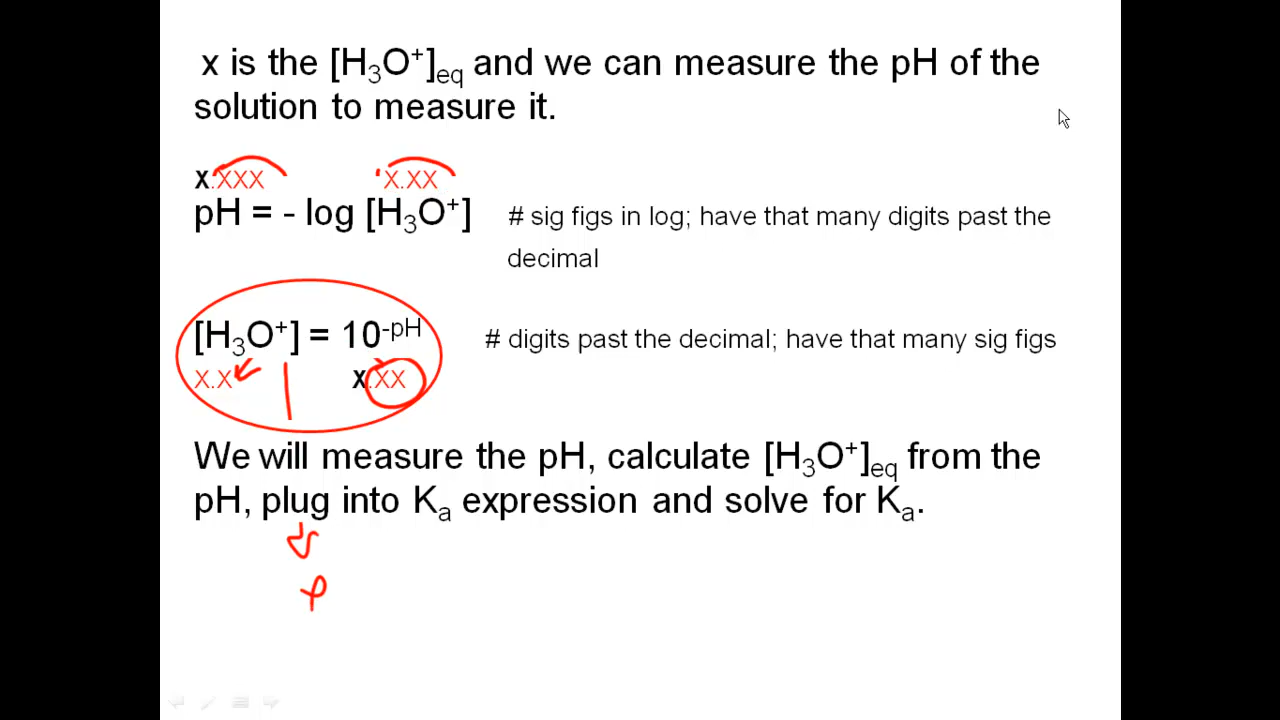 x is the [H₃O⁺]eq and we can measure the pH of the
solution to measure it.
x.xxx x.xx
pH = - log [H₃O⁺] # sig figs in log; have that many digits past the
decimal
[H₃O⁺] = 10⁻ᵖᴴ # digits past the decimal; have that many sig figs
x.x x.xx
We will measure the pH, calculate [H₃O⁺]eq from the
pH, plug into Kₐ expression and solve for Kₐ.